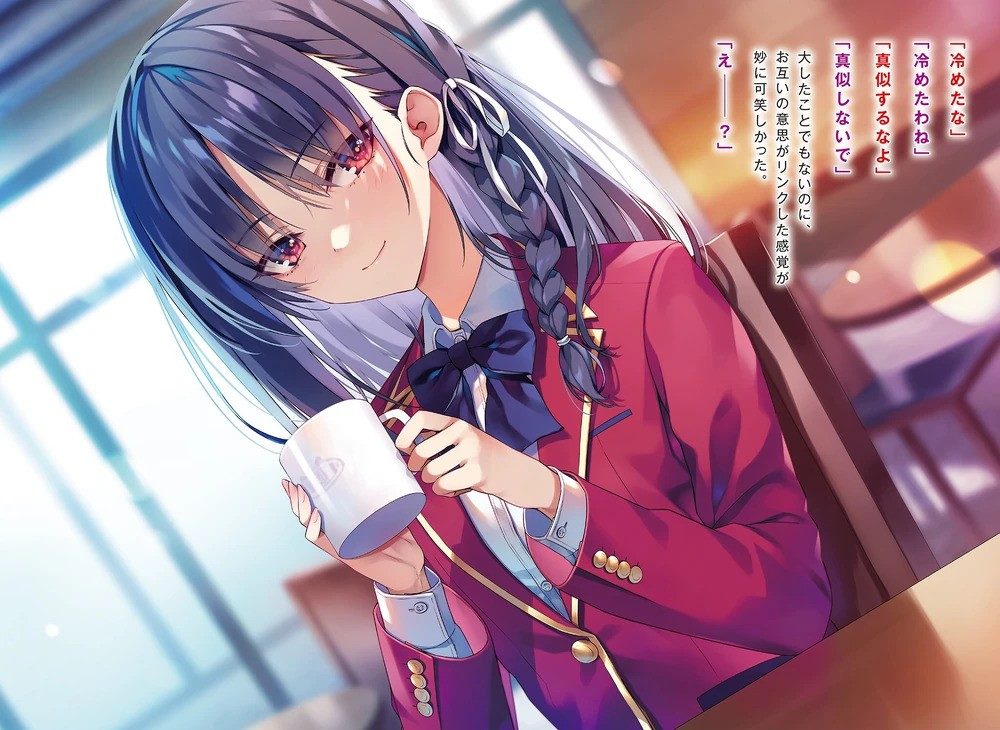 「冷めたな」
「冷めたわね」
「真似するなよ」
「真似しないで」
大したことでもないのに、
お互いの意思がリンクした感覚が
妙に可笑しかった。
「え――？」